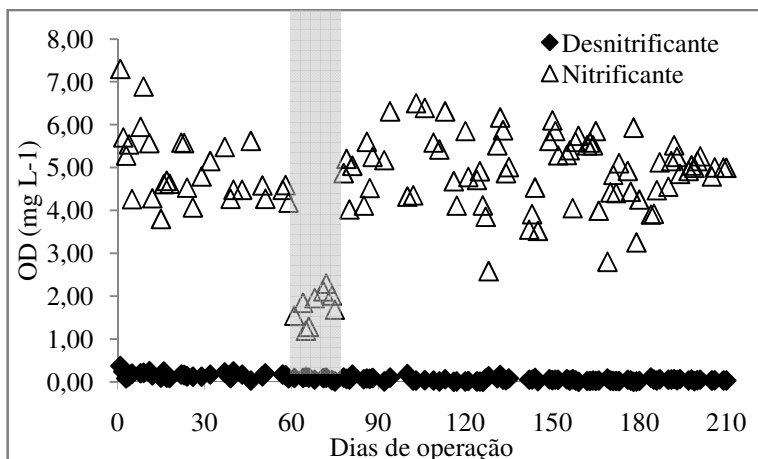 8,00
7,00
6,00
5,00
4,00
3,00
2,00
1,00
0,00
OD (mg L-1)
Desnitrificante
Nitrificante
0 30 60 90 120 150 180 210
Dias de operação